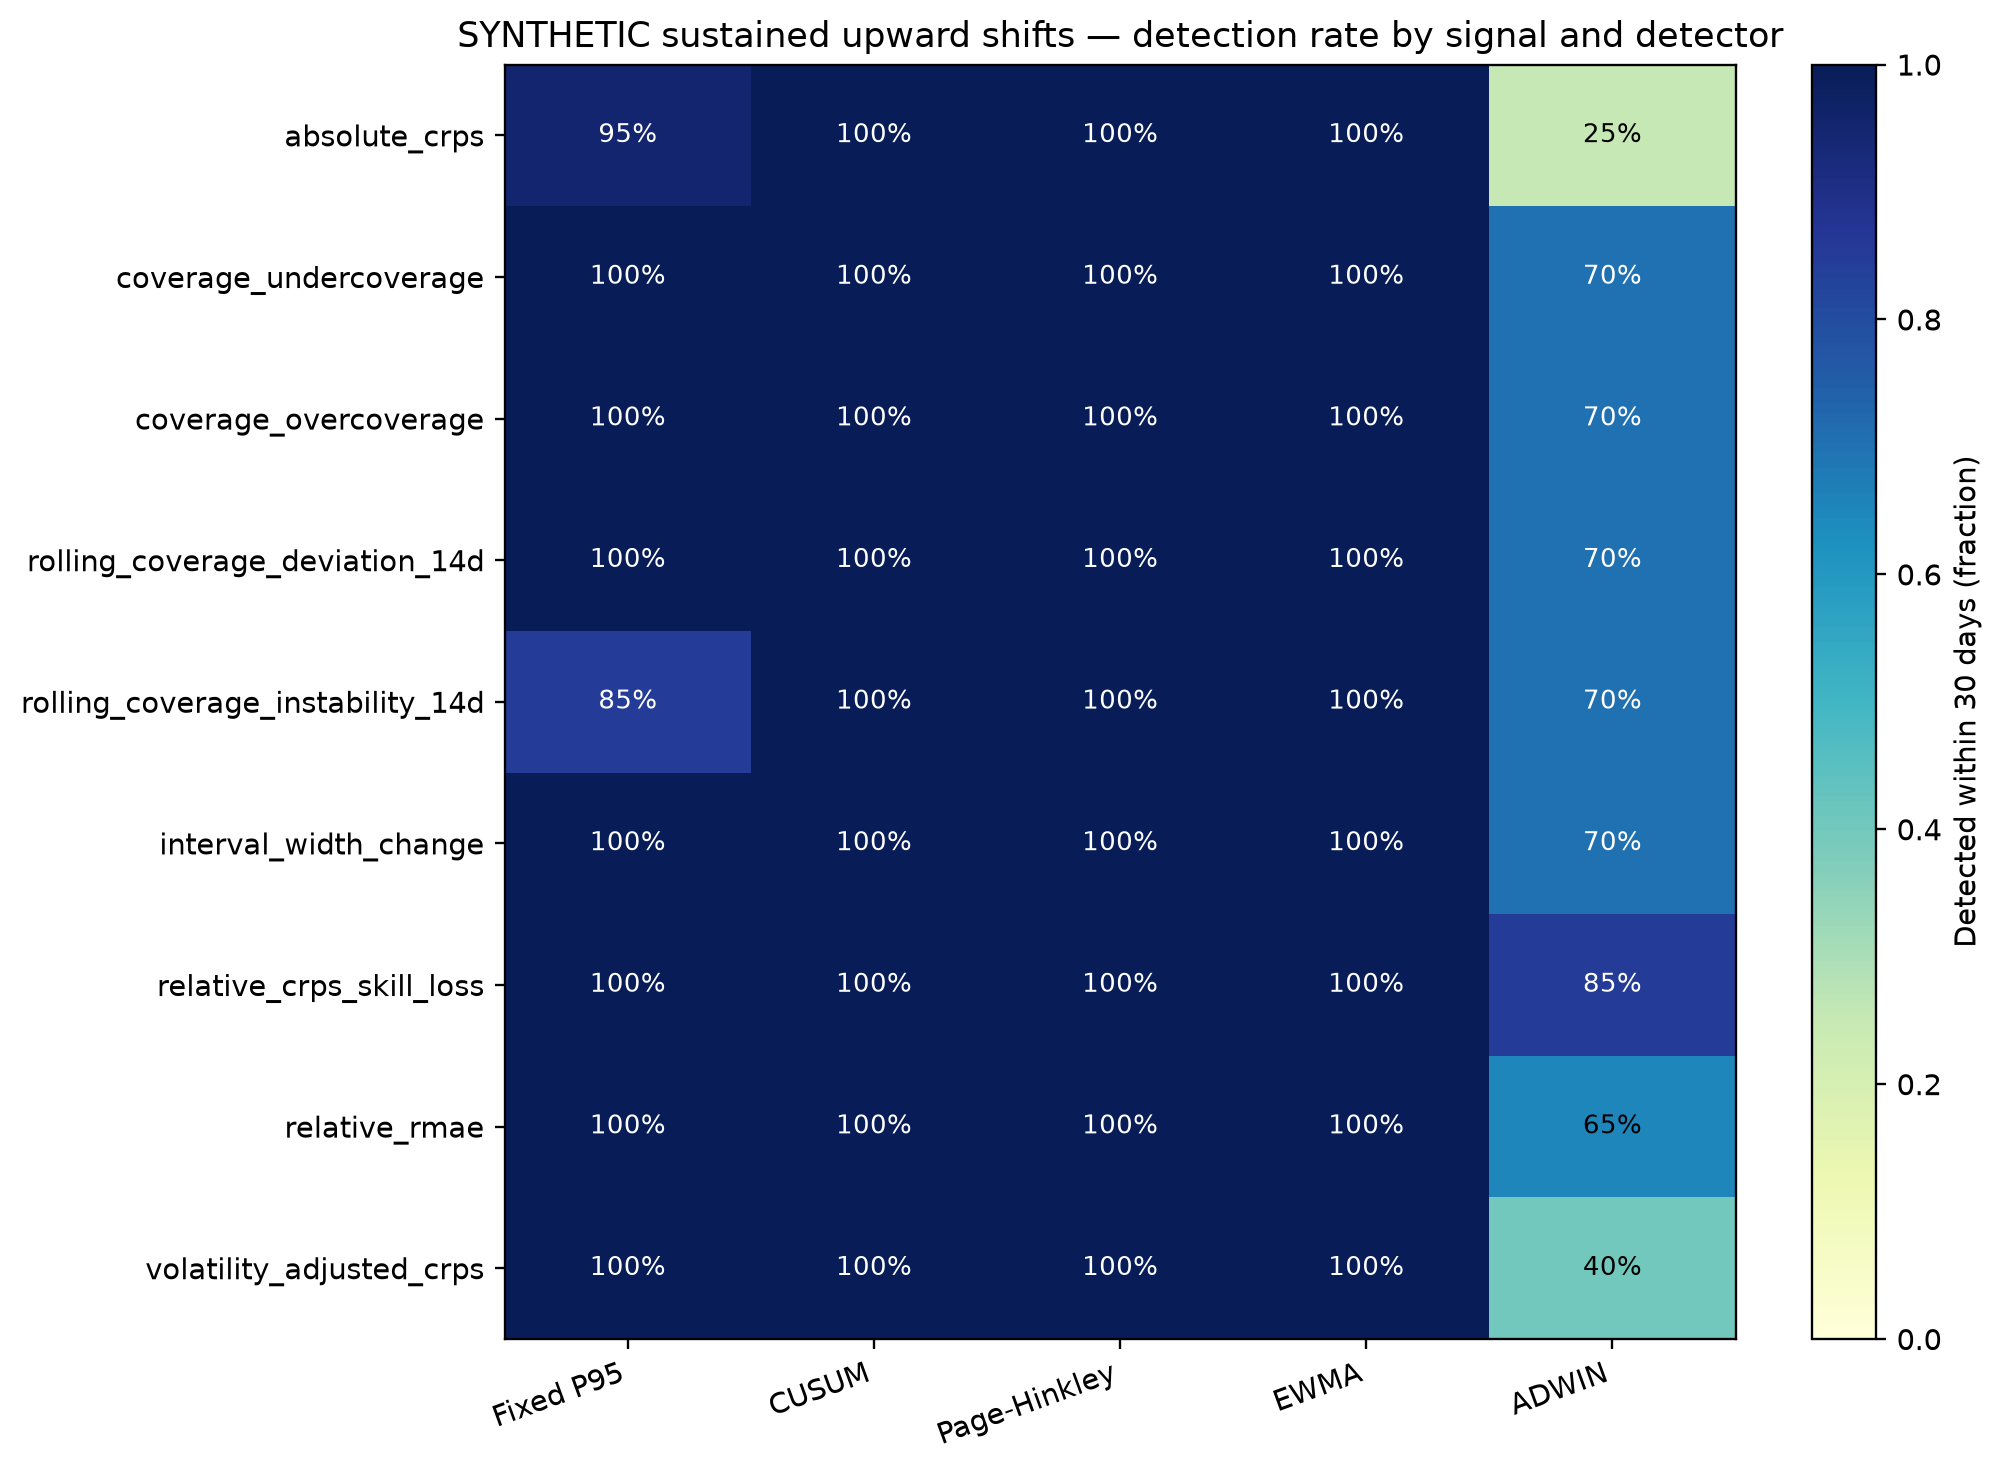 SYNTHETIC sustained upward shifts — detection rate by signal and detector
absolute_crps 95% 100% 100% 100% 25%
coverage_undercoverage 100% 100% 100% 100% 70%
coverage_overcoverage 100% 100% 100% 100% 70%
rolling_coverage_deviation_14d 100% 100% 100% 100% 70%
rolling_coverage_instability_14d 85% 100% 100% 100% 70%
interval_width_change 100% 100% 100% 100% 70%
relative_crps_skill_loss 100% 100% 100% 100% 85%
relative_rmae 100% 100% 100% 100% 65%
volatility_adjusted_crps 100% 100% 100% 100% 40%
Fixed P95 CUSUM Page-Hinkley EWMA ADWIN
1.0
0.8
0.6
0.4
0.2
0.0
Detected within 30 days (fraction)